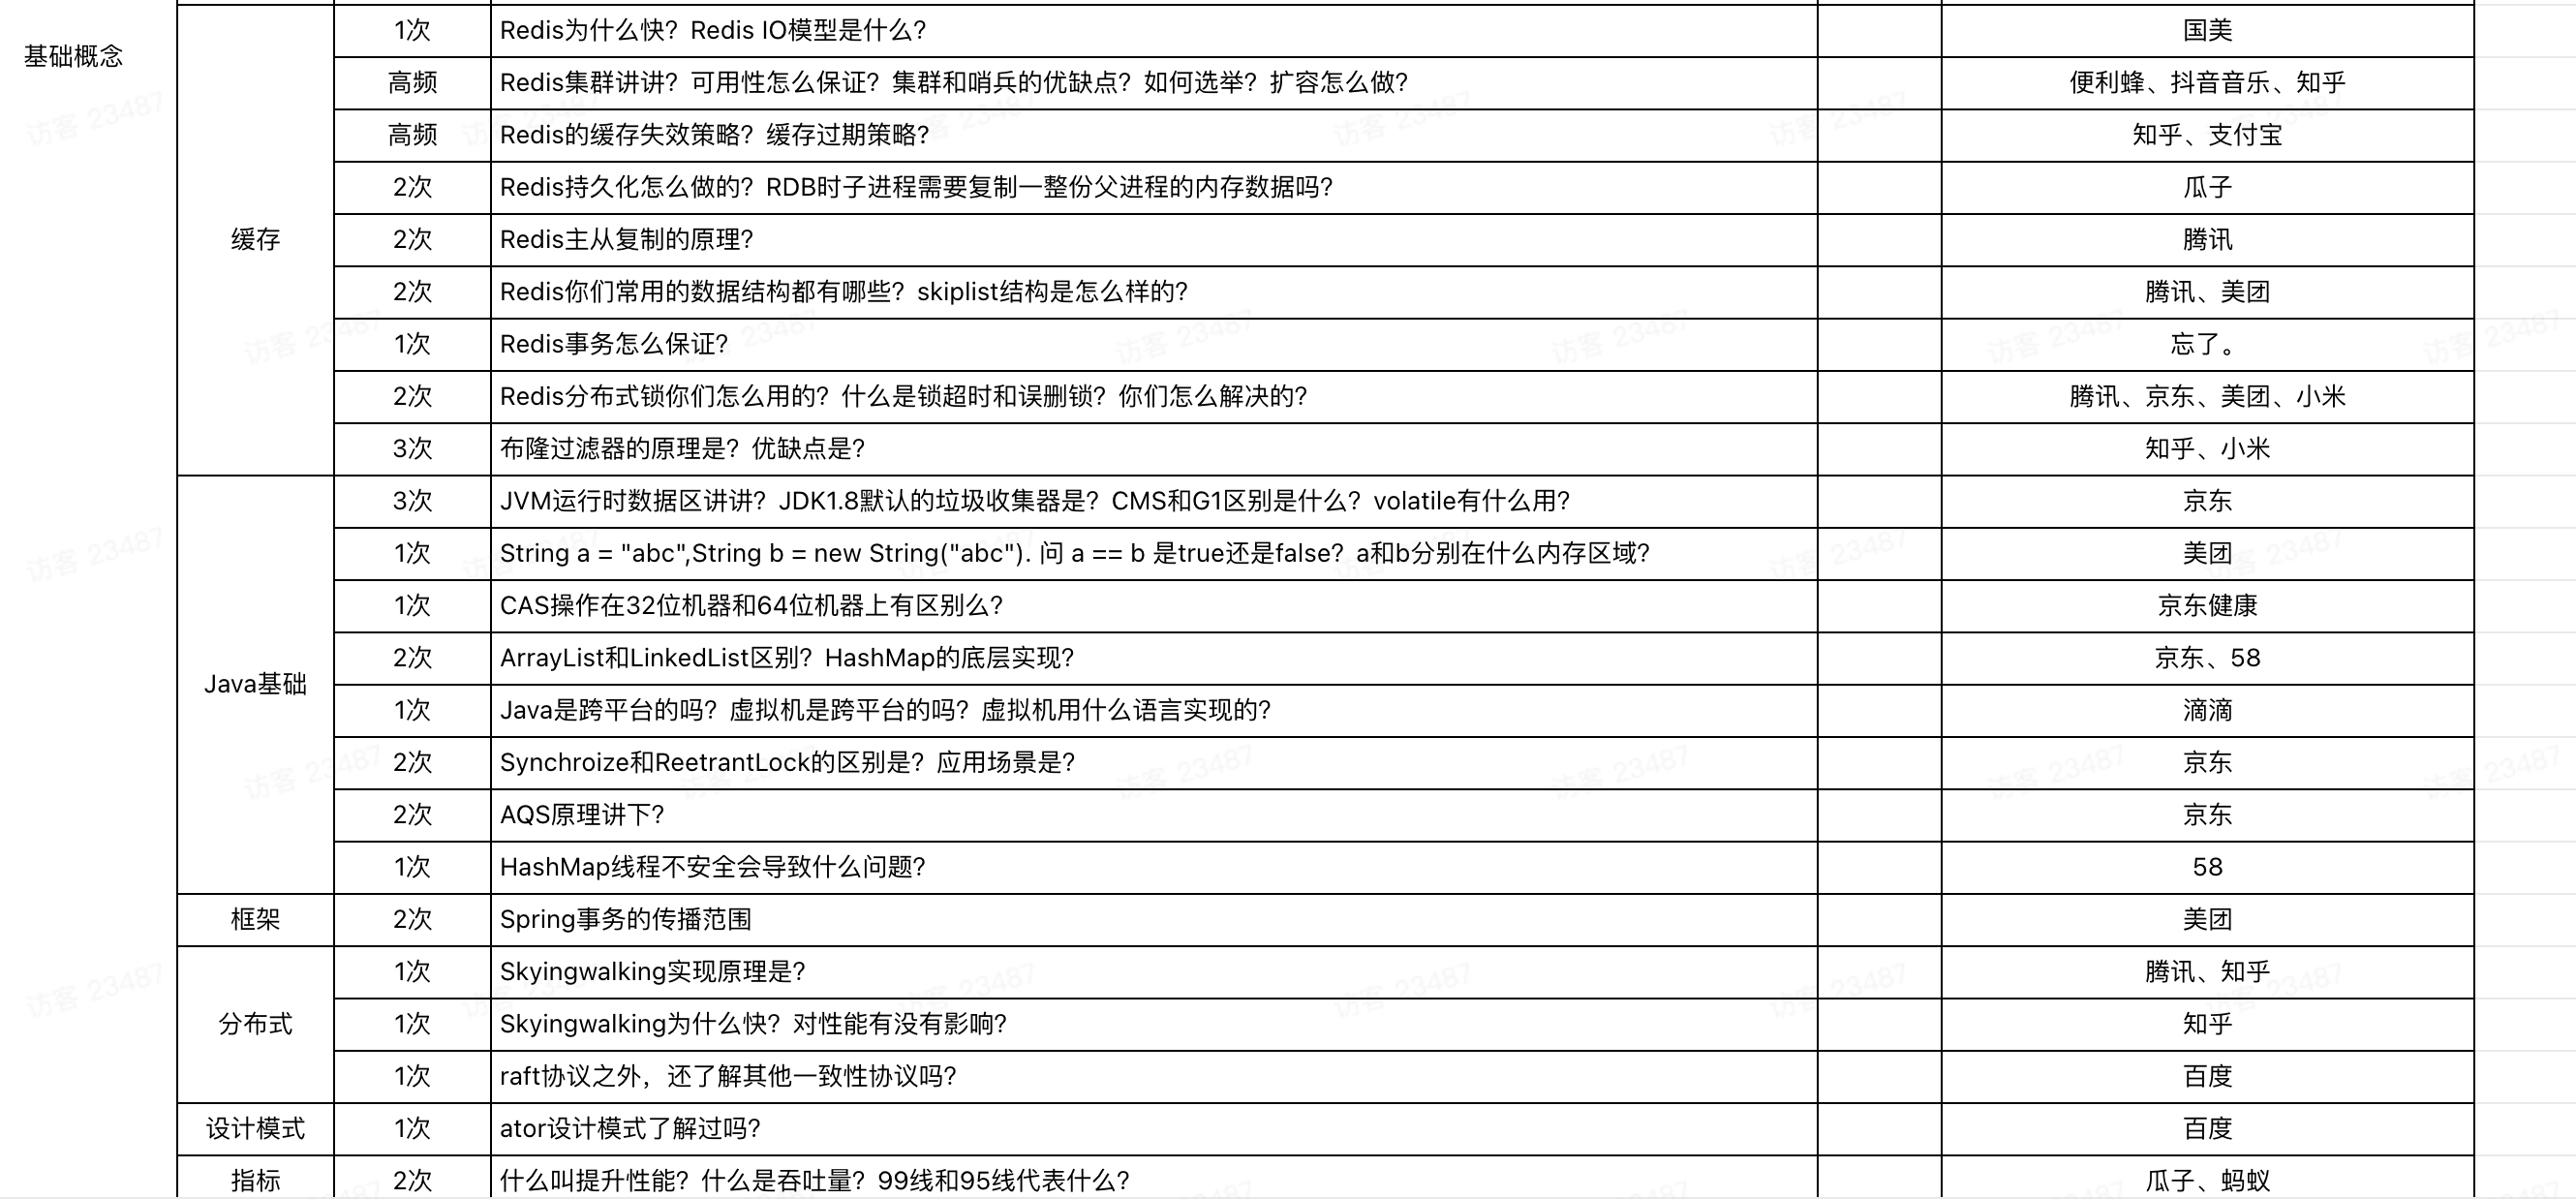 基础概念
缓存
1次 Redis为什么快？Redis IO模型是什么？ 国美
高频 Redis集群讲讲？可用性怎么保证？集群和哨兵的优缺点？如何选举？扩容怎么做？ 便利蜂、抖音音乐、知乎
高频 Redis的缓存失效策略？缓存过期策略？ 知乎、支付宝
2次 Redis持久化怎么做的？RDB时子进程需要复制一整份父进程的内存数据吗？ 瓜子
2次 Redis主从复制的原理？ 腾讯
2次 Redis你们常用的数据结构都有哪些？skiplist结构是怎么样的？ 腾讯、美团
1次 Redis事务怎么保证？ 忘了。
2次 Redis分布式锁你们怎么用的？什么是锁超时和误删锁？你们怎么解决的？ 腾讯、京东、美团、小米
3次 布隆过滤器的原理是？优缺点是？ 知乎、小米
Java基础
3次 JVM运行时数据区讲讲？JDK1.8默认的垃圾收集器是？CMS和G1区别是什么？volatile有什么用？ 京东
1次 String a = "abc",String b = new String("abc"). 问 a == b 是true还是false？a和b分别在什么内存区域？ 美团
1次 CAS操作在32位机器和64位机器上有区别么？ 京东健康
2次 ArrayList和LinkedList区别？HashMap的底层实现？ 京东、58
1次 Java是跨平台的吗？虚拟机是跨平台的吗？虚拟机用什么语言实现的？ 滴滴
2次 Synchroize和ReetrantLock的区别是？应用场景是？ 京东
2次 AQS原理讲下？ 京东
1次 HashMap线程不安全会导致什么问题？ 58
框架
2次 Spring事务的传播范围 美团
分布式
1次 Skyingwalking实现原理是？ 腾讯、知乎
1次 Skyingwalking为什么快？对性能有没有影响？ 知乎
1次 raft协议之外，还了解其他一致性协议吗？ 百度
设计模式
1次 ator设计模式了解过吗？ 百度
指标
2次 什么叫提升性能？什么是吞吐量？99线和95线代表什么？ 瓜子、蚂蚁
访客 23487